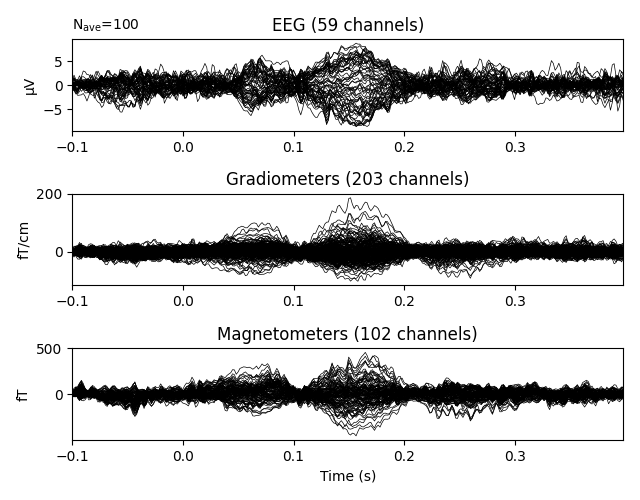 N_ave=100
EEG (59 channels)
µV
5
0
−5
−0.1 0.0 0.1 0.2 0.3
Gradiometers (203 channels)
fT/cm
200
0
−0.1 0.0 0.1 0.2 0.3
Magnetometers (102 channels)
fT
500
0
−0.1 0.0 0.1 0.2 0.3
Time (s)